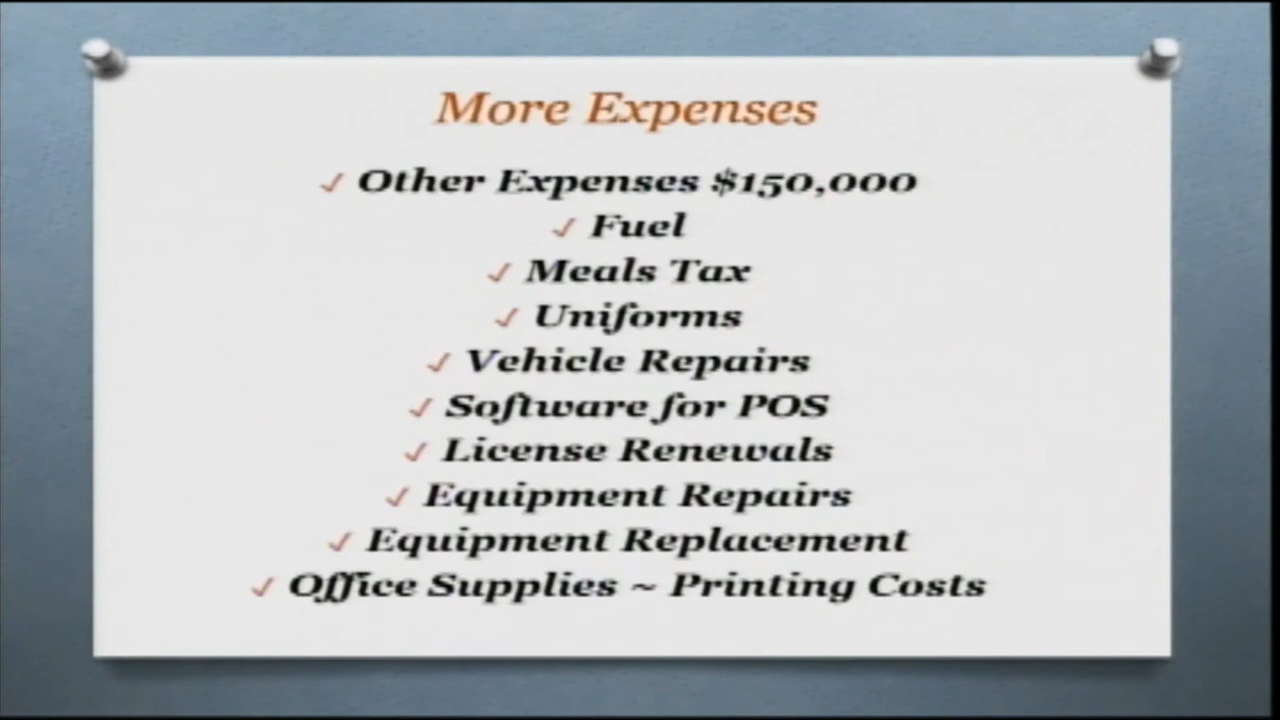 More Expenses
✓ Other Expenses $150,000
✓ Fuel
✓ Meals Tax
✓ Uniforms
✓ Vehicle Repairs
✓ Software for POS
✓ License Renewals
✓ Equipment Repairs
✓ Equipment Replacement
✓ Office Supplies ~ Printing Costs